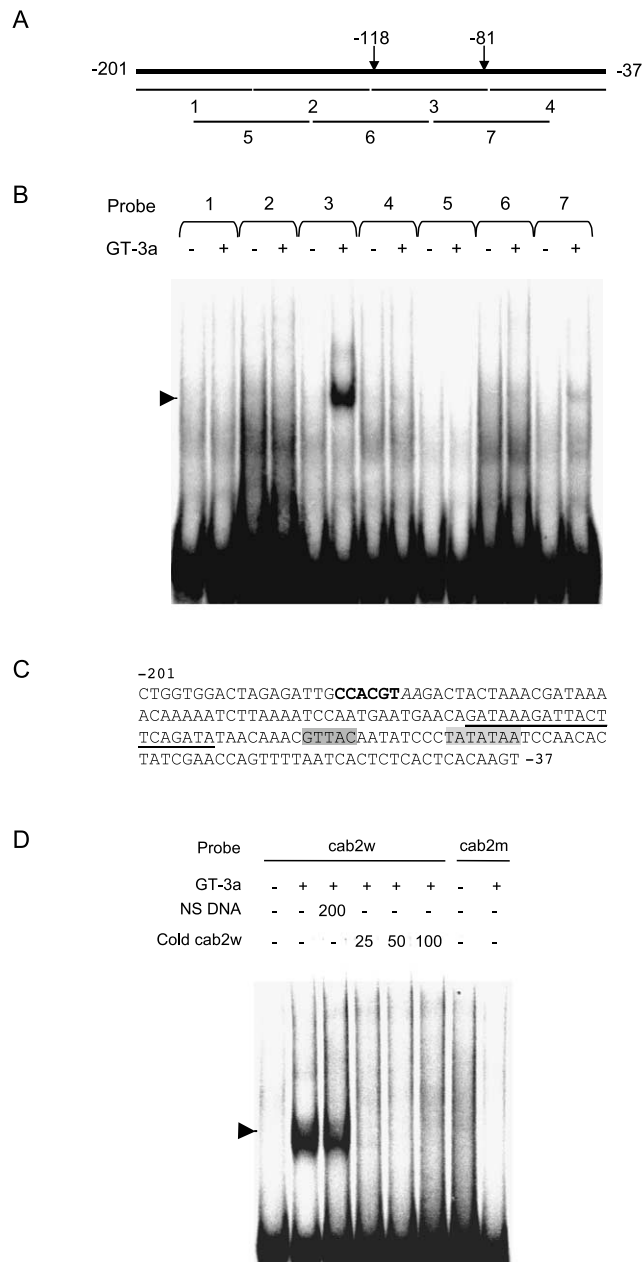 A
-118 -81
-201 -37
1 2 3 4
5 6 7
B
Probe 1 2 3 4 5 6 7
GT-3a - + - + - + - + - + - + - +
C
-201
CTGGTGGACTAGAGATTGCCACGTAAGACTACTAAACGATAAA
ACAAAAATCTTAAAATCCAATGAATGAACAGATAAAGATTACT
TCAGATATAACAAACGTTACAATATCCCTATATAATCCAACAC
TATCGAACCAGTTTTAATCACTCTCACTCACAAGT -37
D
Probe cab2w cab2m
GT-3a - + + + + + - +
NS DNA - - 200 - - - - -
Cold cab2w - - - 25 50 100 - -